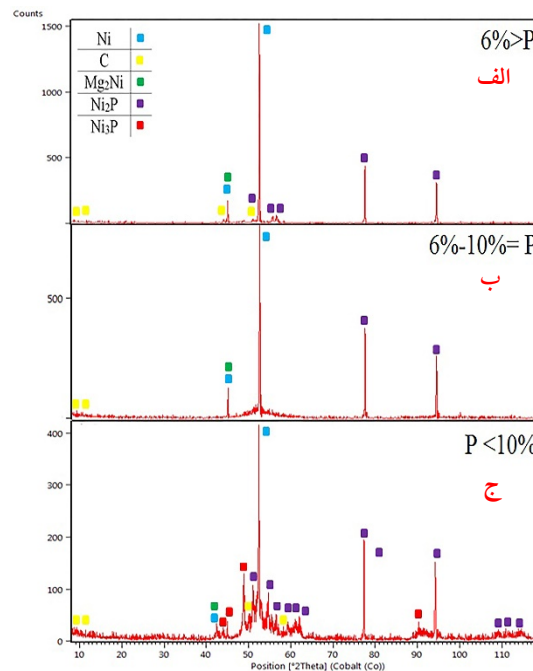 Counts
1500
6%>P
الف
Ni
C
Mg₂Ni
Ni₂P
Ni₃P
1000
500
6%-10%= P
ب
500
400
P <10%
ج
300
200
100
0
10 20 30 40 50 60 70 80 90 100 110
Position [°2Theta] (Cobalt (Co))